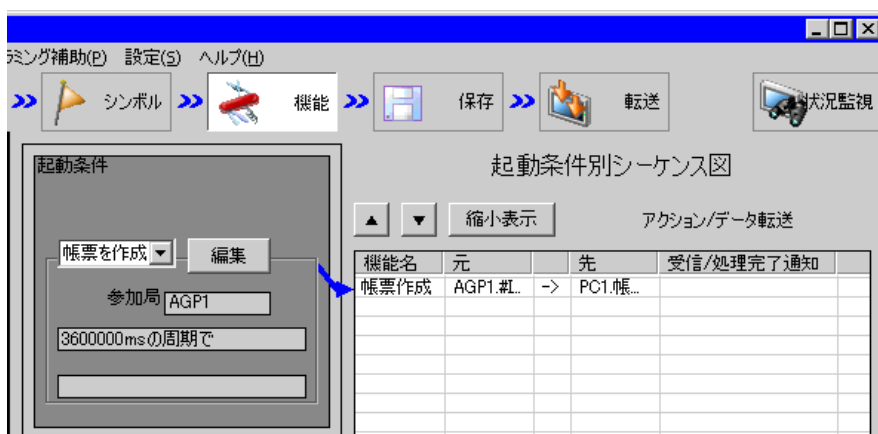 ラミング補助(P) 設定(S) ヘルプ(H)
シンボル 機能 保存 転送 状況監視
起動条件
帳票を作成 編集
参加局 AGP1
3600000msの周期で
起動条件別シーケンス図
縮小表示 アクション/データ転送
機能名 元 先 受信/処理完了通知
帳票作成 AGP1.#I... -> PC1.帳...